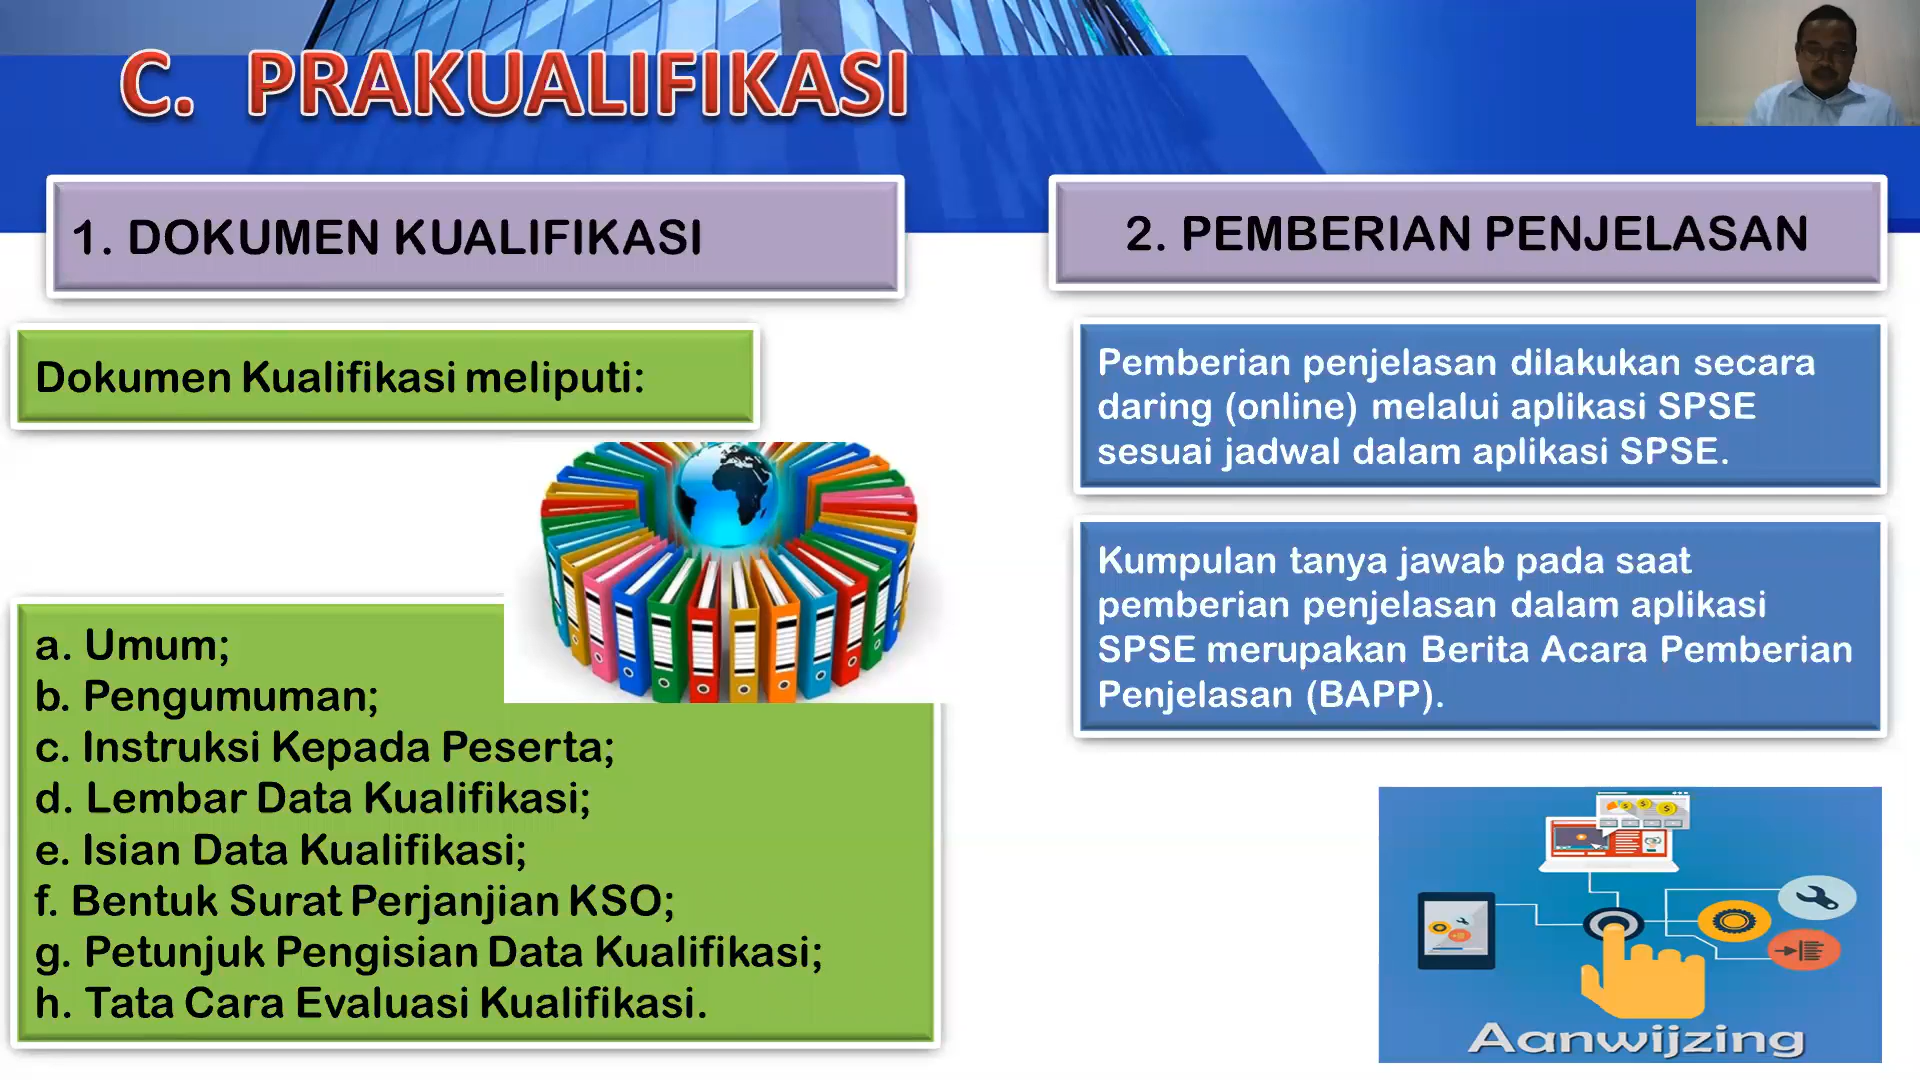 C. PRAKUALIFIKASI
1. DOKUMEN KUALIFIKASI
Dokumen Kualifikasi meliputi:
a. Umum;
b. Pengumuman;
c. Instruksi Kepada Peserta;
d. Lembar Data Kualifikasi;
e. Isian Data Kualifikasi;
f. Bentuk Surat Perjanjian KSO;
g. Petunjuk Pengisian Data Kualifikasi;
h. Tata Cara Evaluasi Kualifikasi.
2. PEMBERIAN PENJELASAN
Pemberian penjelasan dilakukan secara
daring (online) melalui aplikasi SPSE
sesuai jadwal dalam aplikasi SPSE.
Kumpulan tanya jawab pada saat
pemberian penjelasan dalam aplikasi
SPSE merupakan Berita Acara Pemberian
Penjelasan (BAPP).
Aanwijzing